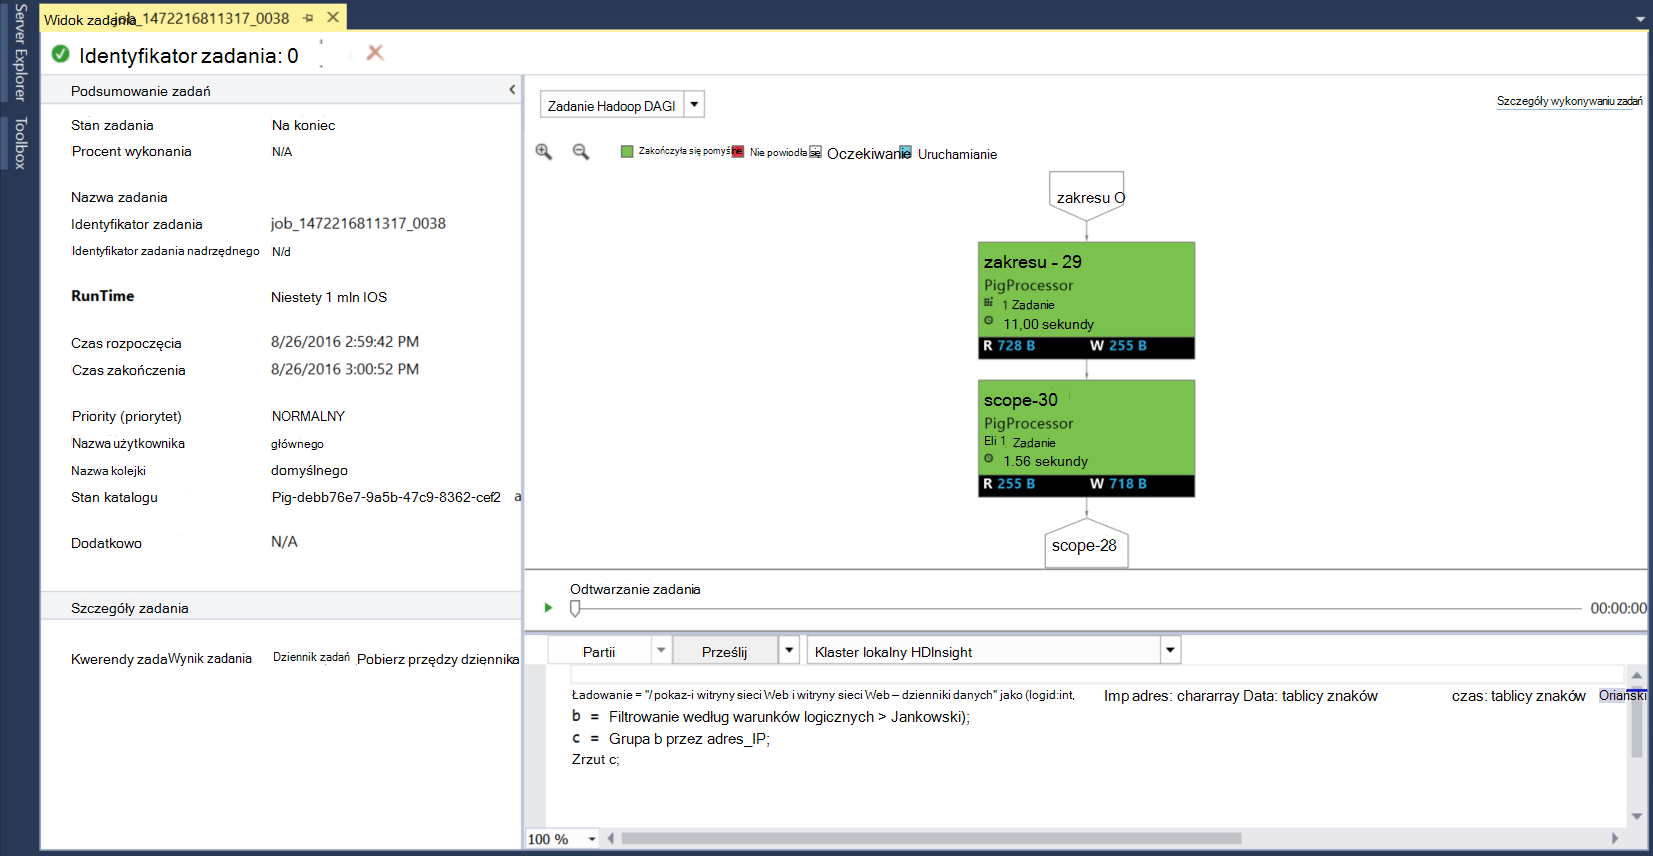 Server Explorer
Toolbox
Widok zadania job_1472216811317_0038
Identyfikator zadania: 0
Podsumowanie zadań
Stan zadania Na koniec
Procent wykonania N/A
Nazwa zadania
Identyfikator zadania job_1472216811317_0038
Identyfikator zadania nadrzędnego N/d
RunTime Niestety 1 mln IOS
Czas rozpoczęcia 8/26/2016 2:59:42 PM
Czas zakończenia 8/26/2016 3:00:52 PM
Priority (priorytet) NORMALNY
Nazwa użytkownika głównego
Nazwa kolejki domyślnego
Stan katalogu Pig-debb76e7-9a5b-47c9-8362-cef2 a
Dodatkowo N/A
Szczegóły zadania
Kwerendy zada Wynik zadania Dziennik zadań Pobierz przędzy dziennika
Zadanie Hadoop DAGI
Szczegóły wykonywaniu zadań
Zakończyła się pomyślnie Nie powiodła się Oczekiwanie Uruchamianie
zakresu O
zakresu - 29
PigProcessor
1 Zadanie
11,00 sekundy
R 728 B W 255 B
scope-30
PigProcessor
Eli 1 Zadanie
1.56 sekundy
R 255 B W 718 B
scope-28
Odtwarzanie zadania
00:00:00
Partii Prześlij Klaster lokalny HDInsight
Ładowanie = "/ pokaz-i witryny sieci Web i witryny sieci Web – dzienniki danych" jako (logid:int, Imp adres: chararray Data: tablicy znaków czas: tablicy znaków Oriański
b = Filtrowanie według warunków logicznych > Jankowski);
c = Grupa b przez adres_IP;
Zrzut c;
100 %